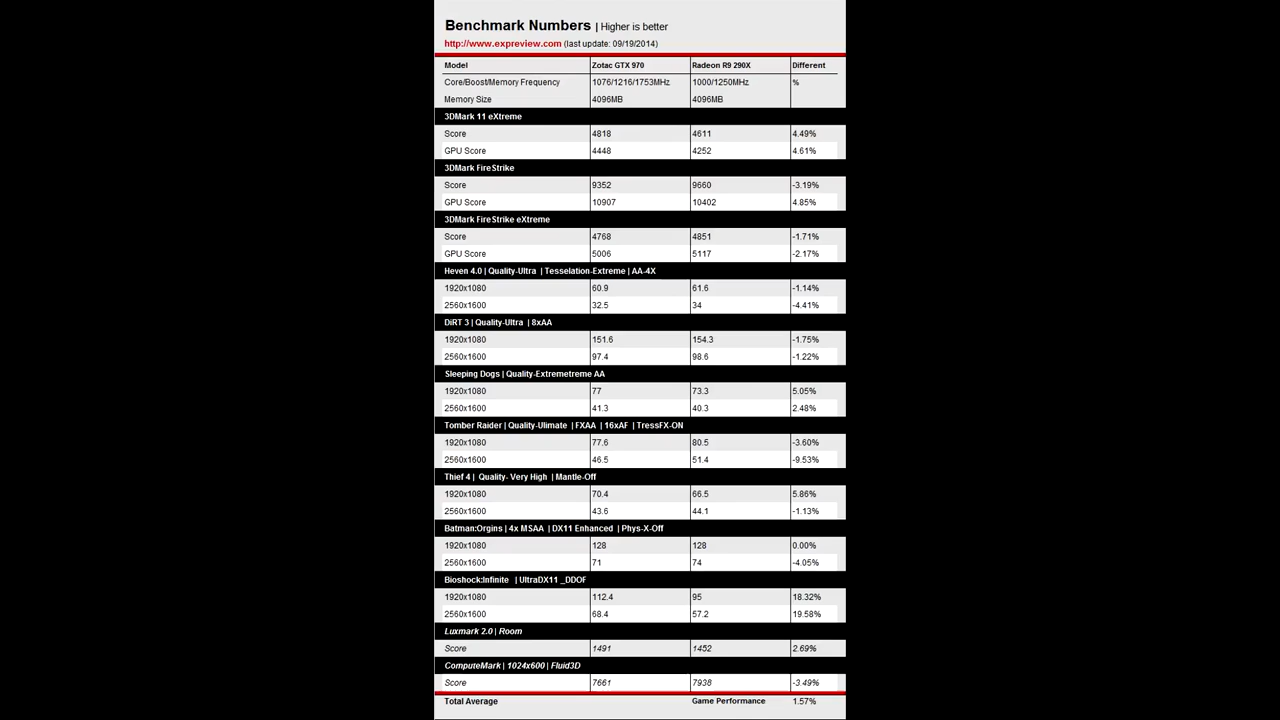 Benchmark Numbers | Higher is better
http://www.expreview.com (last update: 09/19/2014)
Model Zotac GTX 970 Radeon R9 290X Different
Core/Boost/Memory Frequency 1076/1216/1753MHz 1000/1250MHz %
Memory Size 4096MB 4096MB
3DMark 11 eXtreme
Score 4818 4611 4.49%
GPU Score 4448 4252 4.61%
3DMark FireStrike
Score 9352 9660 -3.19%
GPU Score 10907 10402 4.85%
3DMark FireStrike eXtreme
Score 4768 4851 -1.71%
GPU Score 5006 5117 -2.17%
Heven 4.0 | Quality-Ultra | Tesselation-Extreme | AA-4X
1920x1080 60.9 61.6 -1.14%
2560x1600 32.5 34 -4.41%
DiRT 3 | Quality-Ultra | 8xAA
1920x1080 151.6 154.3 -1.75%
2560x1600 97.4 98.6 -1.22%
Sleeping Dogs | Quality-Extremetreme AA
1920x1080 77 73.3 5.05%
2560x1600 41.3 40.3 2.48%
Tomber Raider | Quality-Ulimate | FXAA | 16xAF | TressFX-ON
1920x1080 77.6 80.5 -3.60%
2560x1600 46.5 51.4 -9.53%
Thief 4 | Quality- Very High | Mantle-Off
1920x1080 70.4 66.5 5.86%
2560x1600 43.6 44.1 -1.13%
Batman:Orgins | 4x MSAA | DX11 Enhanced | Phys-X-Off
1920x1080 128 128 0.00%
2560x1600 71 74 -4.05%
Bioshock:Infinite | UltraDX11 _DDOF
1920x1080 112.4 95 18.32%
2560x1600 68.4 57.2 19.58%
Luxmark 2.0 | Room
Score 1491 1452 2.69%
ComputeMark | 1024x600 | Fluid3D
Score 7661 7938 -3.49%
Total Average Game Performance 1.57%